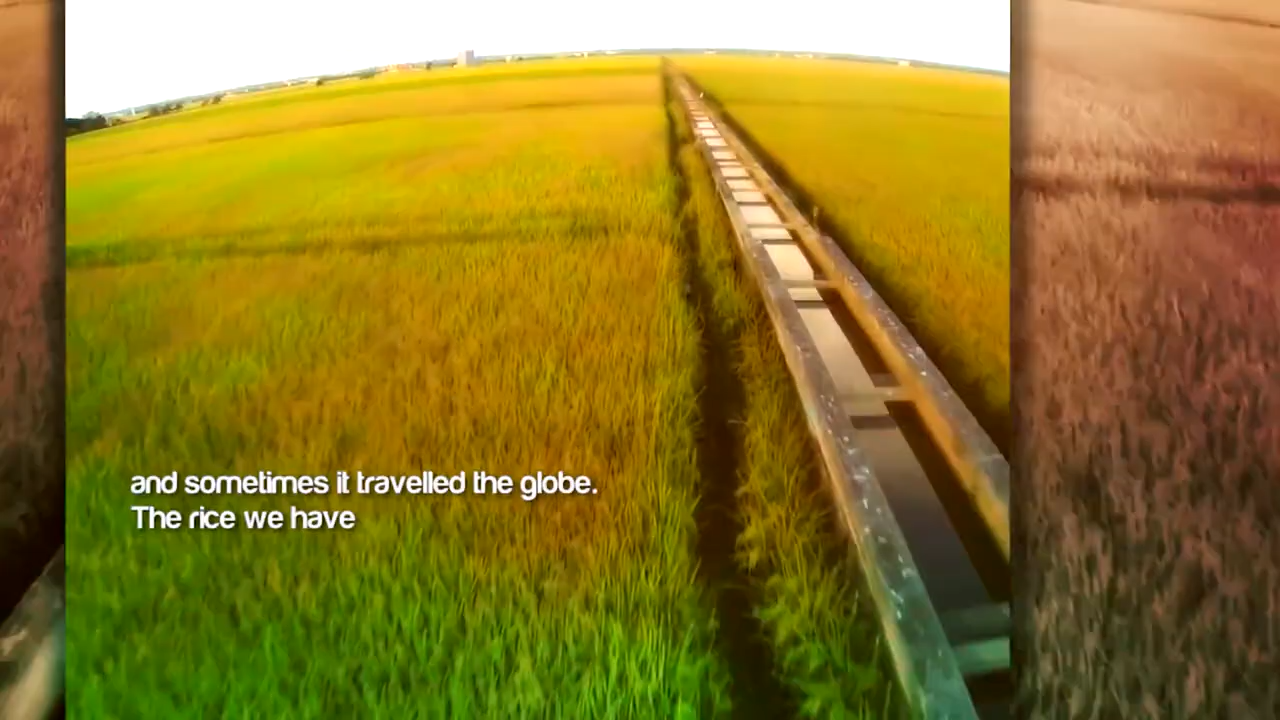 and sometimes it travelled the globe.
The rice we have